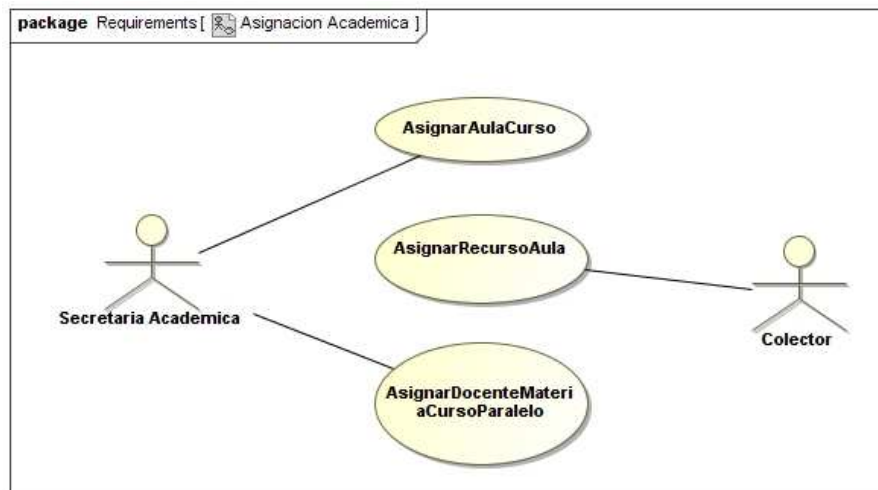 package Requirements [ Asignacion Academica ]
AsignarAulaCurso
AsignarRecursoAula
Secretaria Academica
Colector
AsignarDocenteMateri
aCursoParalelo